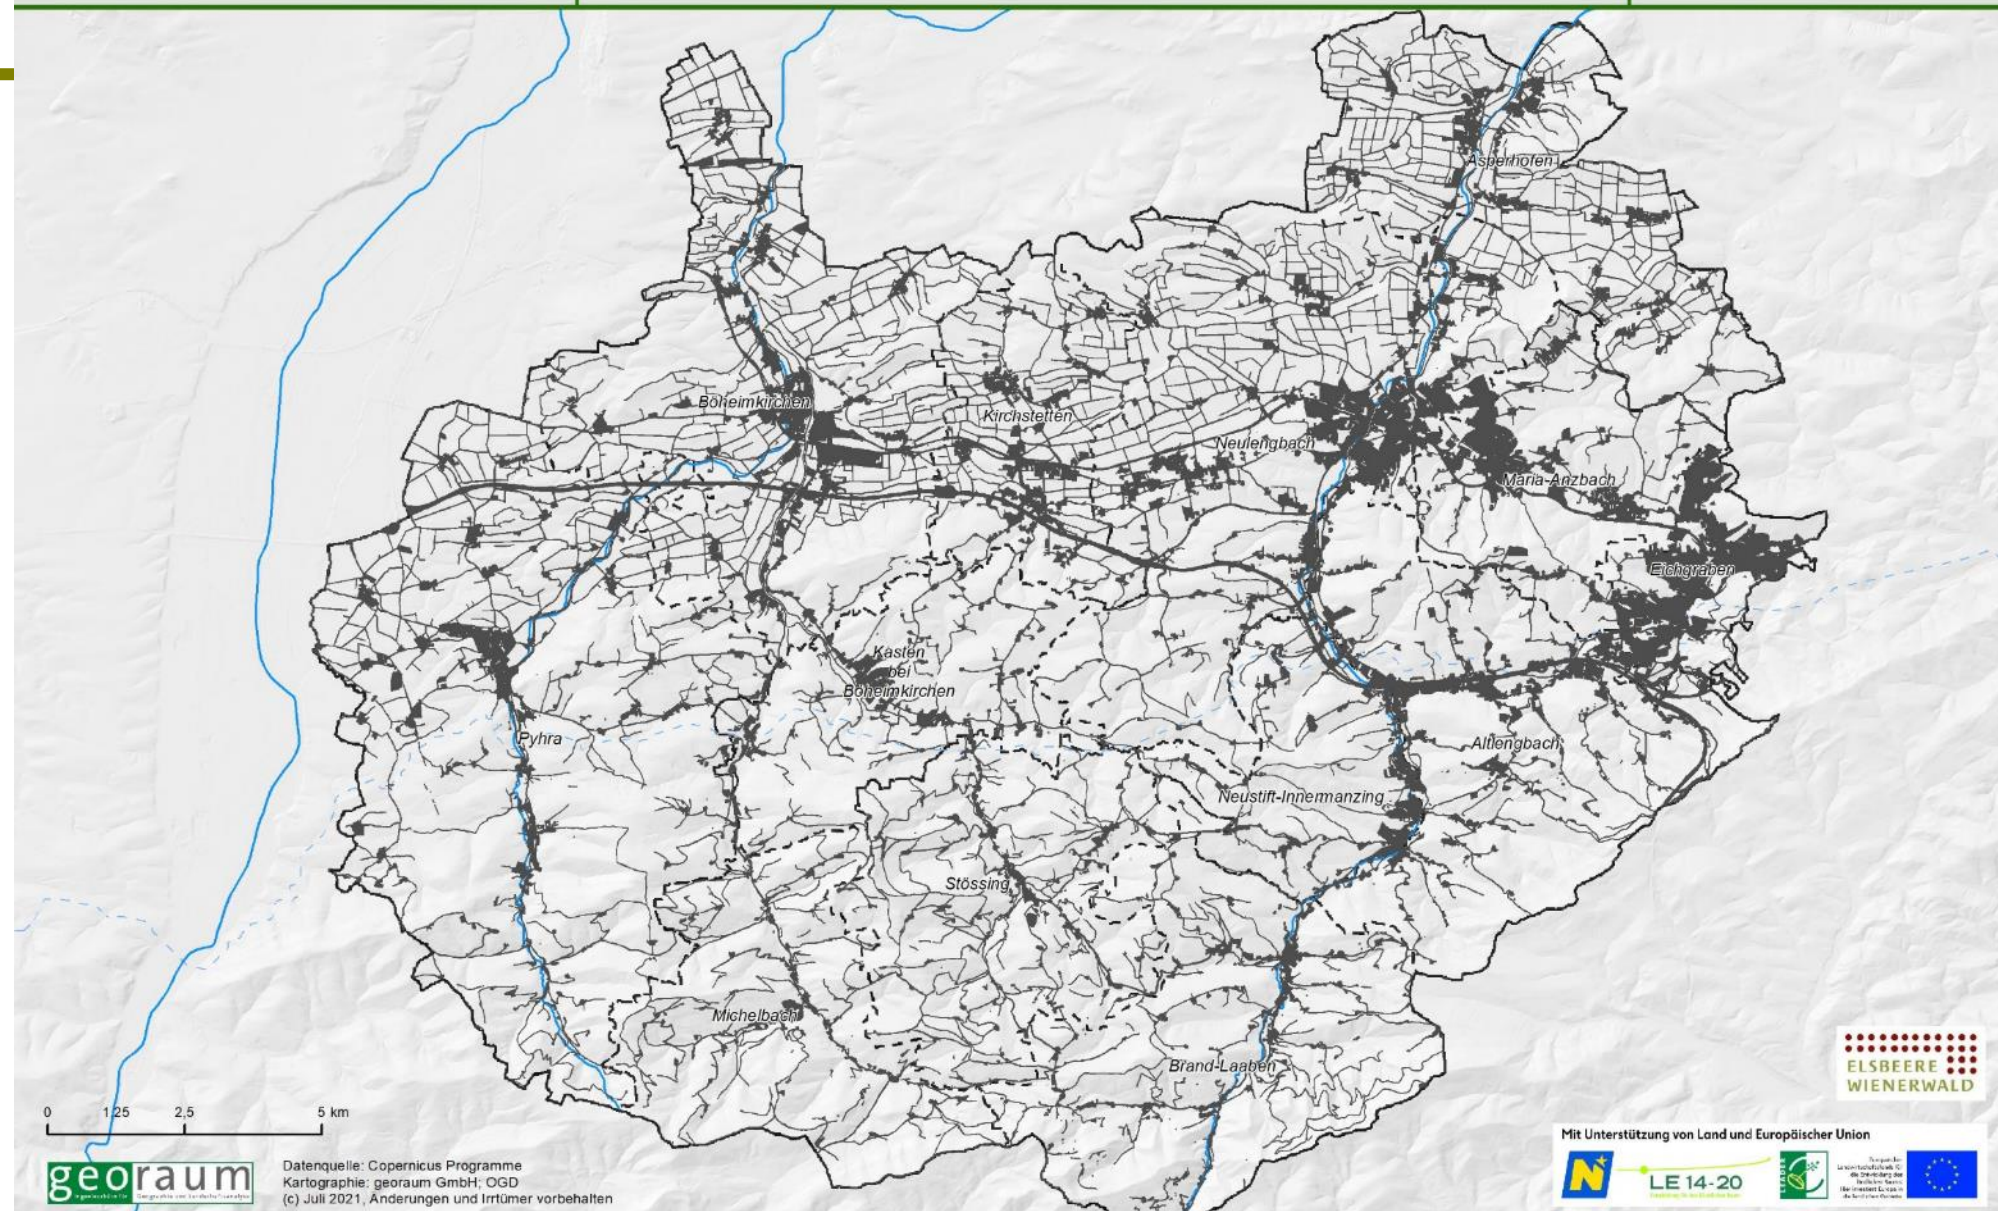 Asperhofen
Böheimkirchen
Kirchstetten
Neulengbach
Maria-Anzbach
Eichgraben
Kasten
bei
Böheimkirchen
Pyhra
Altlengbach
Neustift-Innermanzing
Stössing
Michelbach
Brand-Laaben
ELSBEERE
WIENERWALD
0 1,25 2,5 5 km
georaum
Datenquelle: Copernicus Programme
Kartographie: georaum GmbH; OGD
(c) Juli 2021, Änderungen und Irrtümer vorbehalten
Mit Unterstützung von Land und Europäischer Union
N
LE 14-20
LEADER